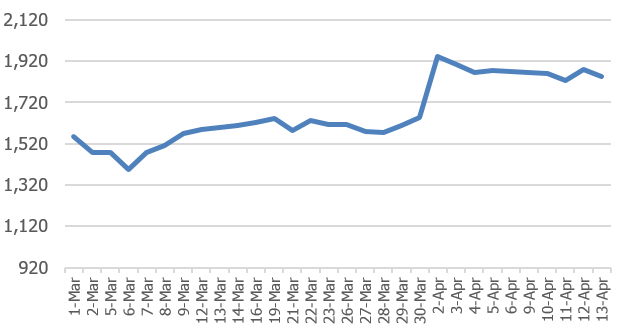 2,120
1,920
1,720
1,520
1,320
1,120
920
1-Mar
2-Mar
5-Mar
6-Mar
7-Mar
8-Mar
9-Mar
12-Mar
13-Mar
14-Mar
16-Mar
19-Mar
21-Mar
22-Mar
23-Mar
26-Mar
27-Mar
28-Mar
29-Mar
30-Mar
2-Apr
3-Apr
4-Apr
5-Apr
6-Apr
9-Apr
10-Apr
11-Apr
12-Apr
13-Apr